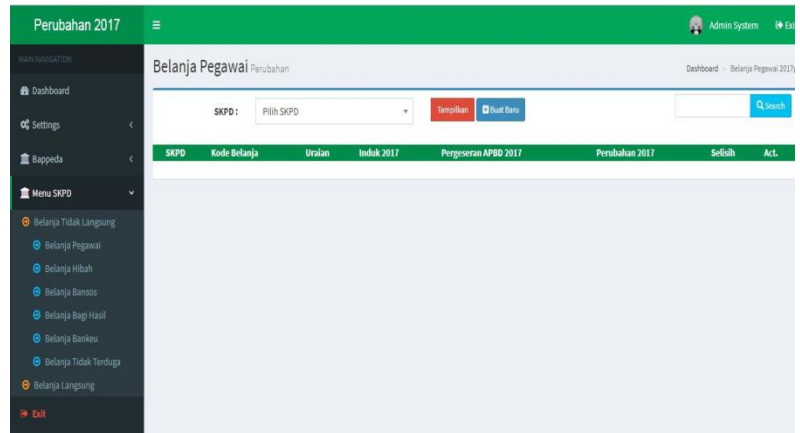 Perubahan 2017
Admin System Exi
MAIN NAVIGATION
Dashboard
Settings
Bappeda
Menu SKPD
Belanja Tidak Langsung
Belanja Pegawai
Belanja Hibah
Belanja Bansos
Belanja Bagi Hasil
Belanja Bankeu
Belanja Tidak Terduga
Belanja Langsung
Exit
Belanja Pegawai Perubahan
Dashboard > Belanja Pegawai 2017p
SKPD : Pilih SKPD Tampilkan Buat Baru Search
SKPD Kode Belanja Uraian Induk 2017 Pergeseran APBD 2017 Perubahan 2017 Selisih Act.